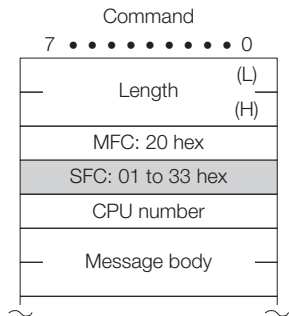 Command
7 • • • • • • • • • 0
Length (L)
(H)
MFC: 20 hex
SFC: 01 to 33 hex
CPU number
Message body